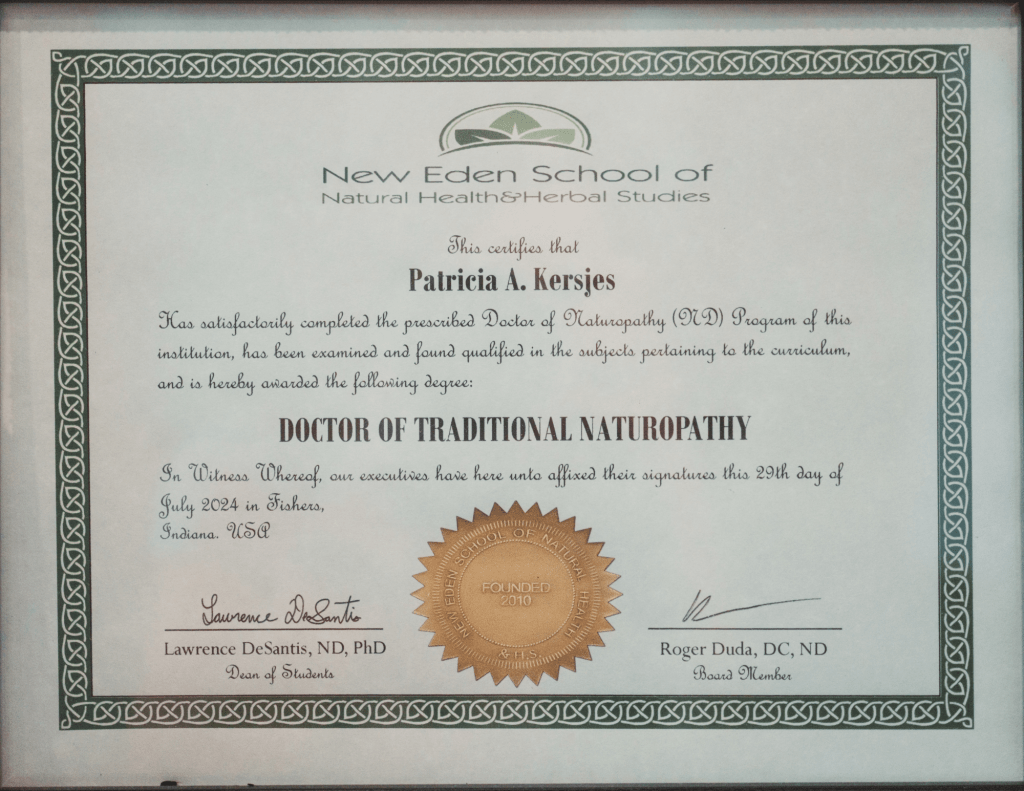 New Eden School of
Natural Health&Herbal Studies
This certifies that
Patricia A. Kersjes
Has satisfactorily completed the prescribed Doctor of Naturopathy (ND) Program of this
institution, has been examined and found qualified in the subjects pertaining to the curriculum,
and is hereby awarded the following degree:
DOCTOR OF TRADITIONAL NATUROPATHY
In Witness Whereof, our executives have here unto affixed their signatures this 29th day of
July 2024 in Fishers,
Indiana. USA
NEW EDEN SCHOOL OF NATURAL HEALTH
& H.S.
FOUNDED
2010
Lawrence DeSantis
Lawrence DeSantis, ND, PhD
Dean of Students
Roger Duda, DC, ND
Board Member